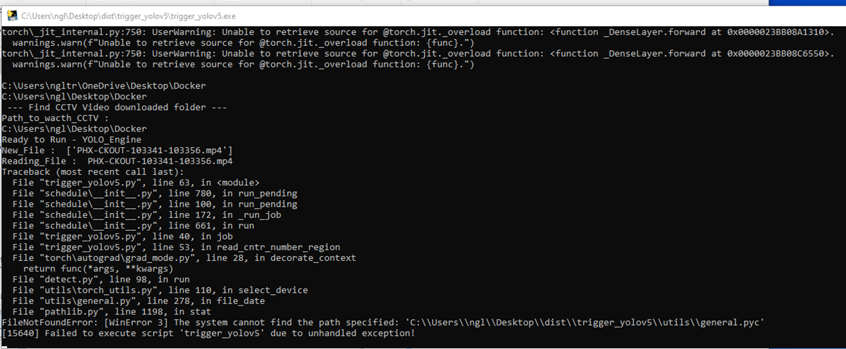 C:\Users\ngl\Desktop\dist\trigger_yolov5\trigger_yolov5.exe
torch\_jit_internal.py:750: UserWarning: Unable to retrieve source for @torch.jit._overload function: <function _DenseLayer.forward at 0x0000023BB08A1310>.
  warnings.warn(f"Unable to retrieve source for @torch.jit._overload function: {func}.")
torch\_jit_internal.py:750: UserWarning: Unable to retrieve source for @torch.jit._overload function: <function _DenseLayer.forward at 0x0000023BB08C6550>.
  warnings.warn(f"Unable to retrieve source for @torch.jit._overload function: {func}.")
C:\Users\ngltr\OneDrive\Desktop\Docker
C:\Users\ngl\Desktop\Docker
 --- Find CCTV Video downloaded folder ---
Path_to_wacth_CCTV :
C:\Users\ngl\Desktop\Docker
Ready to Run - YOLO_Engine
New_File :  ['PHX-CKOUT-103341-103356.mp4']
Reading_File :  PHX-CKOUT-103341-103356.mp4
Traceback (most recent call last):
  File "trigger_yolov5.py", line 63, in <module>
  File "schedule\__init__.py", line 780, in run_pending
  File "schedule\__init__.py", line 100, in run_pending
  File "schedule\__init__.py", line 172, in _run_job
  File "schedule\__init__.py", line 661, in run
  File "trigger_yolov5.py", line 40, in job
  File "trigger_yolov5.py", line 53, in read_cntr_number_region
  File "torch\autograd\grad_mode.py", line 28, in decorate_context
    return func(*args, **kwargs)
  File "detect.py", line 98, in run
  File "utils\torch_utils.py", line 110, in select_device
  File "utils\general.py", line 278, in file_date
  File "pathlib.py", line 1198, in stat
FileNotFoundError: [WinError 3] The system cannot find the path specified: 'C:\\Users\\ngl\\Desktop\\dist\\trigger_yolov5\\utils\\general.pyc'
[15640] Failed to execute script 'trigger_yolov5' due to unhandled exception!